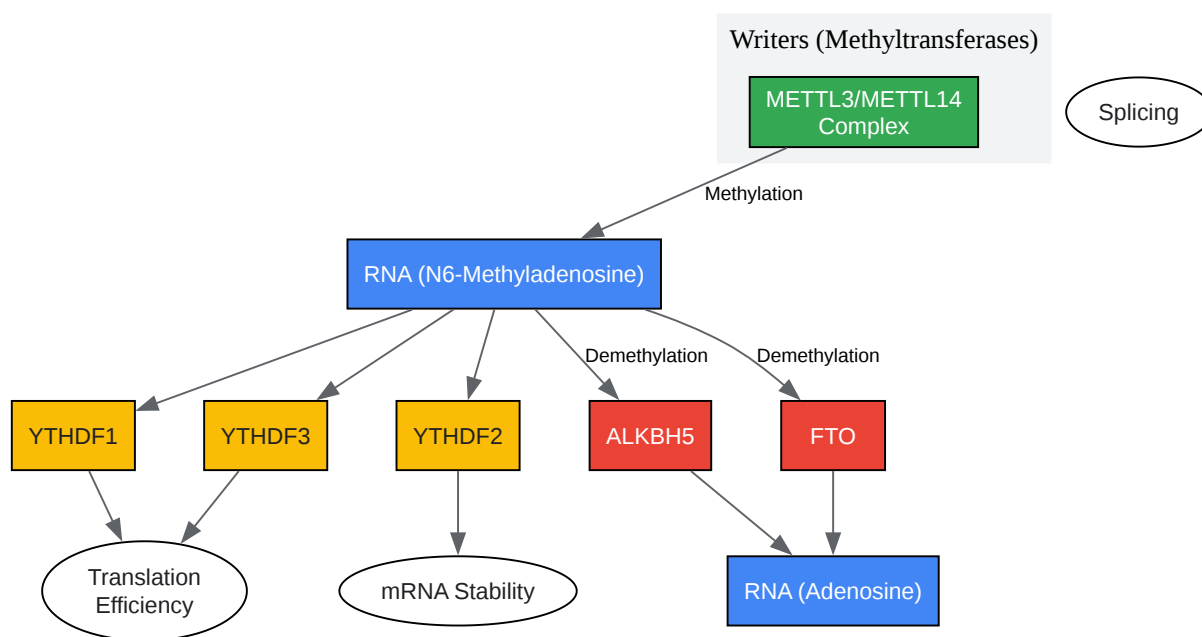 Writers (Methyltransferases)
METTL3/METTL14
Complex
Splicing
Methylation
RNA (N6-Methyladenosine)
Demethylation
Demethylation
YTHDF1
YTHDF3
YTHDF2
ALKBH5
FTO
Translation
Efficiency
mRNA Stability
RNA (Adenosine)